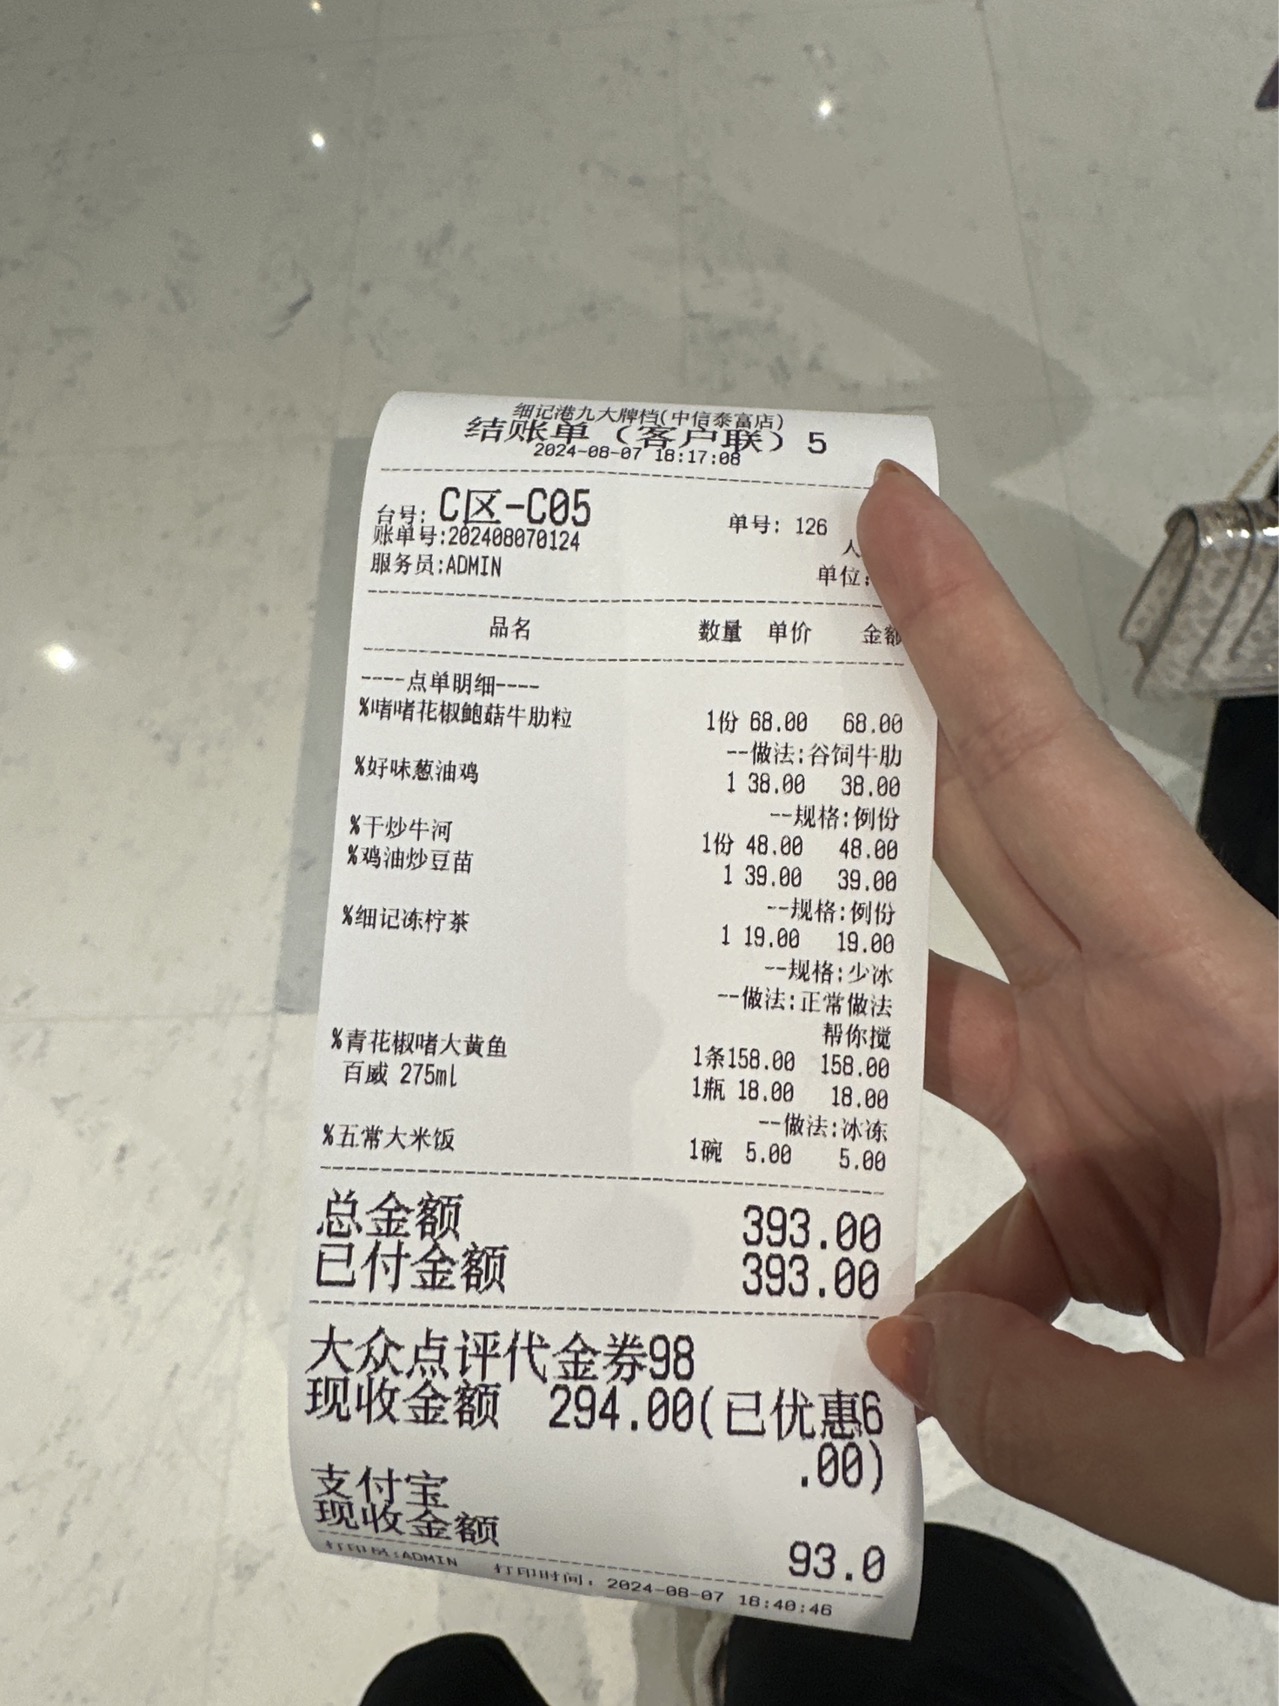 细记港九大牌档(中信泰富店)
结账单（客户联）5
2024-08-07 18:17:08
台号: C区-C05 单号: 126
账单号:202408070124 人
服务员:ADMIN 单位:
品名 数量 单价 金额
----点单明细----
%啫啫花椒鲍菇牛肋粒 1份 68.00 68.00
--做法:谷饲牛肋
%好味葱油鸡 1 38.00 38.00
--规格:例份
%干炒牛河 1份 48.00 48.00
%鸡油炒豆苗 1 39.00 39.00
--规格:例份
%细记冻柠茶 1 19.00 19.00
--规格:少冰
--做法:正常做法
帮你搅
%青花椒啫大黄鱼 1条158.00 158.00
百威 275ml 1瓶 18.00 18.00
--做法:冰冻
%五常大米饭 1碗 5.00 5.00
总金额 393.00
已付金额 393.00
大众点评代金券98
现收金额 294.00(已优惠6
.00)
支付宝
现收金额 93.0
打印员:ADMIN 打印时间: 2024-08-07 18:40:46